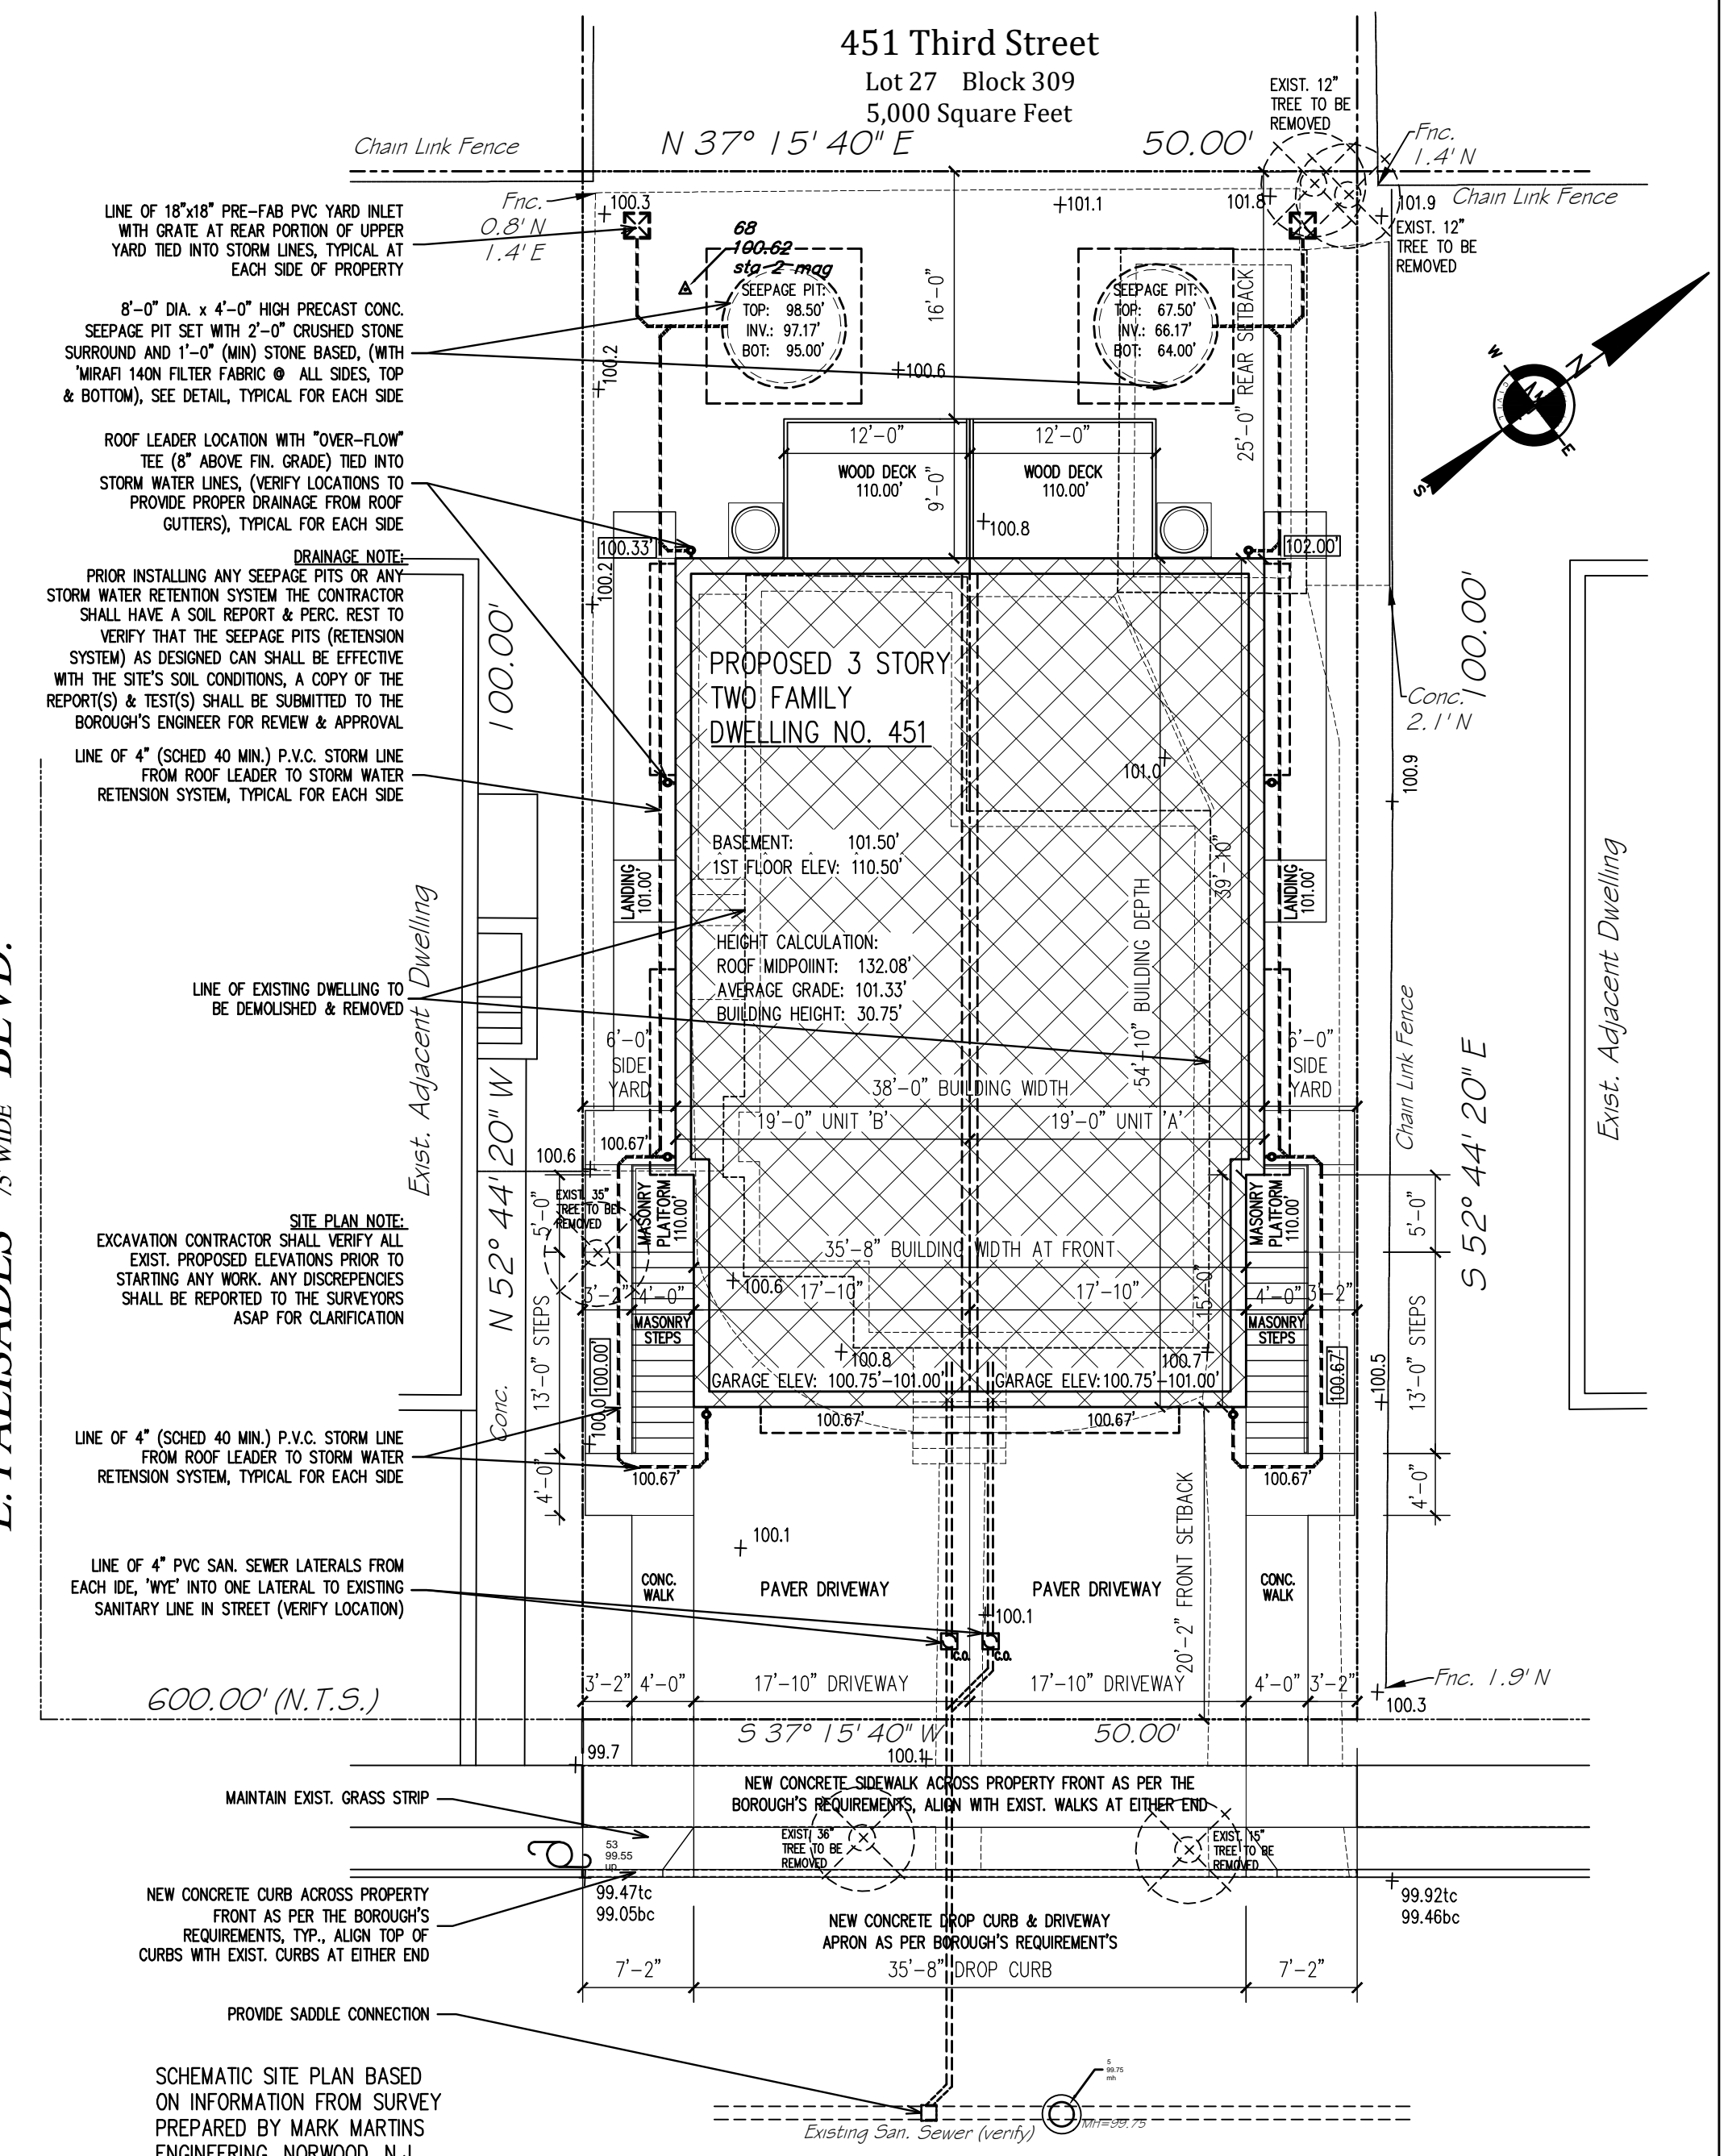 451 Third Street
Lot 27 Block 309
5,000 Square Feet
EXIST. 12"
TREE TO BE
REMOVED
Chain Link Fence
N 37° 15' 40" E
50.00'
Fnc.
1.4' N
Chain Link Fence
LINE OF 18"x18" PRE-FAB PVC YARD INLET
WITH GRATE AT REAR PORTION OF UPPER
YARD TIED INTO STORM LINES, TYPICAL AT
EACH SIDE OF PROPERTY
Fnc.
0.8' N
1.4' E
100.3
68
100.62
sta 2 mag
101.1
101.8
101.9
EXIST. 12"
TREE TO BE
REMOVED
8'-0" DIA. x 4'-0" HIGH PRECAST CONC.
SEEPAGE PIT SET WITH 2'-0" CRUSHED STONE
SURROUND AND 1'-0" (MIN) STONE BASED, (WITH
'MIRAFI 140N FILTER FABRIC @ ALL SIDES, TOP
& BOTTOM), SEE DETAIL, TYPICAL FOR EACH SIDE
SEEPAGE PIT:
TOP: 98.50'
INV.: 97.17'
BOT: 95.00'
16'-0"
SEEPAGE PIT:
TOP: 67.50'
INV.: 66.17'
BOT: 64.00'
25'-0" REAR SETBACK
100.2
100.6
W
N
S
E
ROOF LEADER LOCATION WITH "OVER-FLOW"
TEE (8" ABOVE FIN. GRADE) TIED INTO
STORM WATER LINES, (VERIFY LOCATIONS TO
PROVIDE PROPER DRAINAGE FROM ROOF
GUTTERS), TYPICAL FOR EACH SIDE
12'-0"
12'-0"
WOOD DECK
110.00'
9'-0"
WOOD DECK
110.00'
100.8
100.33'
102.00'
100.2
DRAINAGE NOTE:
PRIOR INSTALLING ANY SEEPAGE PITS OR ANY
STORM WATER RETENTION SYSTEM THE CONTRACTOR
SHALL HAVE A SOIL REPORT & PERC. REST TO
VERIFY THAT THE SEEPAGE PITS (RETENSION
SYSTEM) AS DESIGNED CAN SHALL BE EFFECTIVE
WITH THE SITE'S SOIL CONDITIONS, A COPY OF THE
REPORT(S) & TEST(S) SHALL BE SUBMITTED TO THE
BOROUGH'S ENGINEER FOR REVIEW & APPROVAL
100.00'
PROPOSED 3 STORY
TWO FAMILY
DWELLING NO. 451
100.00'
Conc.
2.1' N
LINE OF 4" (SCHED 40 MIN.) P.V.C. STORM LINE
FROM ROOF LEADER TO STORM WATER
RETENSION SYSTEM, TYPICAL FOR EACH SIDE
101.0
100.9
BASEMENT: 101.50'
1ST FLOOR ELEV: 110.50'
LANDING
101.00'
39'-10"
LANDING
101.00'
54'-10" BUILDING DEPTH
HEIGHT CALCULATION:
ROOF MIDPOIINT: 132.08'
AVERAGE GRADE: 101.33'
BUILDING HEIGHT: 30.75'
E. PALISADES 75' WIDE BLVD.
Exist. Adjacent Dwelling
Exist. Adjacent Dwelling
LINE OF EXISTING DWELLING TO
BE DEMOLISHED & REMOVED
Chain Link Fence
6'-0"
SIDE
YARD
6'-0"
SIDE
YARD
38'-0" BUILDING WIDTH
19'-0" UNIT 'B'
19'-0" UNIT 'A'
N 52° 44' 20" W
S 52° 44' 20" E
100.67'
100.6
EXIST. 35"
TREE TO BE
REMOVED
5'-0"
MASONRY
PLATFORM
110.00'
MASONRY
PLATFORM
110.00'
5'-0"
SITE PLAN NOTE:
EXCAVATION CONTRACTOR SHALL VERIFY ALL
EXIST. PROPOSED ELEVATIONS PRIOR TO
STARTING ANY WORK. ANY DISCREPENCIES
SHALL BE REPORTED TO THE SURVEYORS
ASAP FOR CLARIFICATION
35'-8" BUILDING WIDTH AT FRONT
100.6
17'-10"
17'-10"
15'-0"
3'-2"
4'-0"
4'-0"
3'-2"
MASONRY
STEPS
MASONRY
STEPS
13'-0" STEPS
13'-0" STEPS
100.8
100.7
100.5
100.00'
100.0
100.67'
GARAGE ELEV: 100.75'-101.00'
GARAGE ELEV: 100.75'-101.00'
100.67'
100.67'
Conc.
LINE OF 4" (SCHED 40 MIN.) P.V.C. STORM LINE
FROM ROOF LEADER TO STORM WATER
RETENSION SYSTEM, TYPICAL FOR EACH SIDE
100.67'
100.67'
4'-0"
4'-0"
100.1
20'-2" FRONT SETBACK
LINE OF 4" PVC SAN. SEWER LATERALS FROM
EACH IDE, 'WYE' INTO ONE LATERAL TO EXISTING
SANITARY LINE IN STREET (VERIFY LOCATION)
CONC.
WALK
PAVER DRIVEWAY
PAVER DRIVEWAY
CONC.
WALK
100.1
C.O.
C.O.
600.00' (N.T.S.)
3'-2"
4'-0"
17'-10" DRIVEWAY
17'-10" DRIVEWAY
4'-0"
3'-2"
Fnc. 1.9' N
100.3
S 37° 15' 40" W
50.00'
99.7
100.1
MAINTAIN EXIST. GRASS STRIP
NEW CONCRETE SIDEWALK ACROSS PROPERTY FRONT AS PER THE
BOROUGH'S REQUIREMENTS, ALIGN WITH EXIST. WALKS AT EITHER END
53
99.55
up
EXIST. 36"
TREE TO BE
REMOVED
EXIST. 15"
TREE TO BE
REMOVED
NEW CONCRETE CURB ACROSS PROPERTY
FRONT AS PER THE BOROUGH'S
REQUIREMENTS, TYP., ALIGN TOP OF
CURBS WITH EXIST. CURBS AT EITHER END
99.47tc
99.05bc
99.92tc
99.46bc
NEW CONCRETE DROP CURB & DRIVEWAY
APRON AS PER BOROUGH'S REQUIREMENT'S
7'-2"
35'-8" DROP CURB
7'-2"
PROVIDE SADDLE CONNECTION
5
99.75
mh
MH=99.75
Existing San. Sewer (verify)
SCHEMATIC SITE PLAN BASED
ON INFORMATION FROM SURVEY
PREPARED BY MARK MARTINS
ENGINEERING, NORWOOD, N.J.